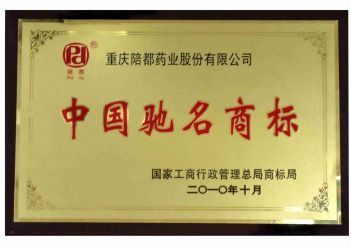 重庆陪都药业股份有限公司
陪都
中国驰名商标
国家工商行政管理总局商标局
二〇一〇年十月